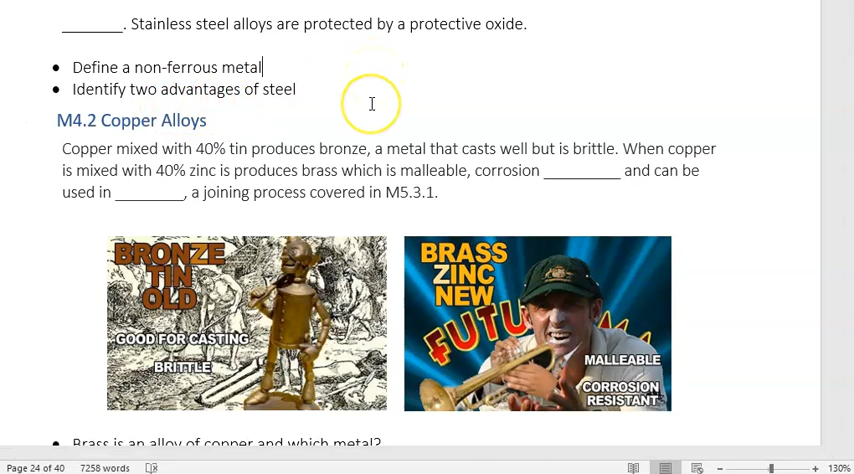 _______. Stainless steel alloys are protected by a protective oxide.
• Define a non-ferrous metal
• Identify two advantages of steel
M4.2 Copper Alloys
Copper mixed with 40% tin produces bronze, a metal that casts well but is brittle. When copper
is mixed with 40% zinc is produces brass which is malleable, corrosion _________ and can be
used in ________, a joining process covered in M5.3.1.
BRONZE
TIN
OLD
GOOD FOR CASTING
BRITTLE
BRASS
ZINC
NEW
MALLEABLE
CORROSION
RESISTANT
• Brass is an alloy of copper and which metal?
Page 24 of 40 7258 words 130%